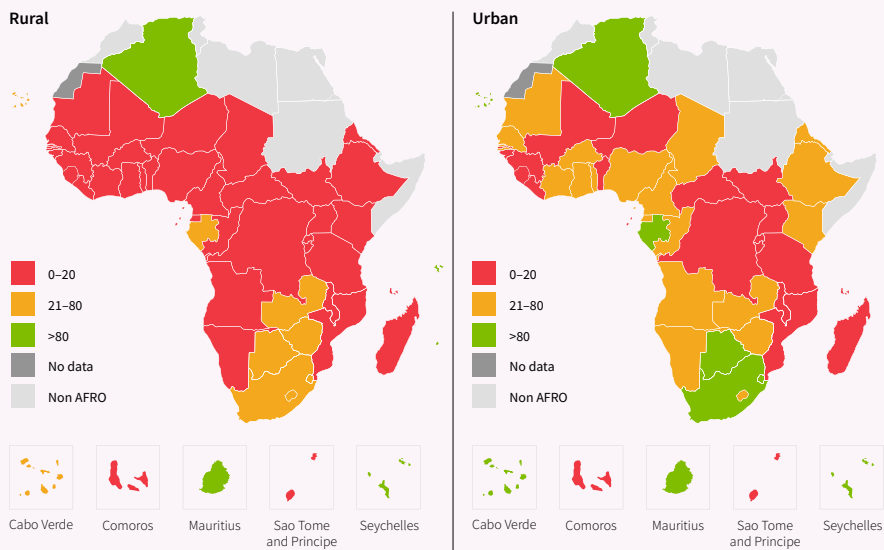 Rural
0–20
21–80
>80
No data
Non AFRO
Cabo Verde
Comoros
Mauritius
Sao Tome
and Principe
Seychelles
Urban
0–20
21–80
>80
No data
Non AFRO
Cabo Verde
Comoros
Mauritius
Sao Tome
and Principe
Seychelles